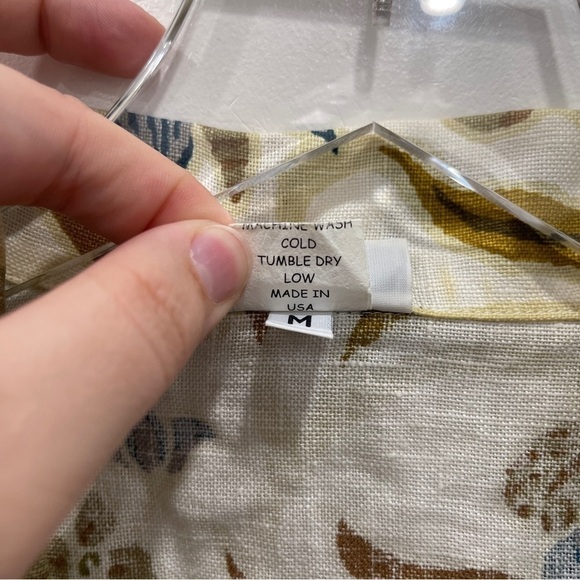 MACHINE WASH
COLD
TUMBLE DRY
LOW
MADE IN
USA
M